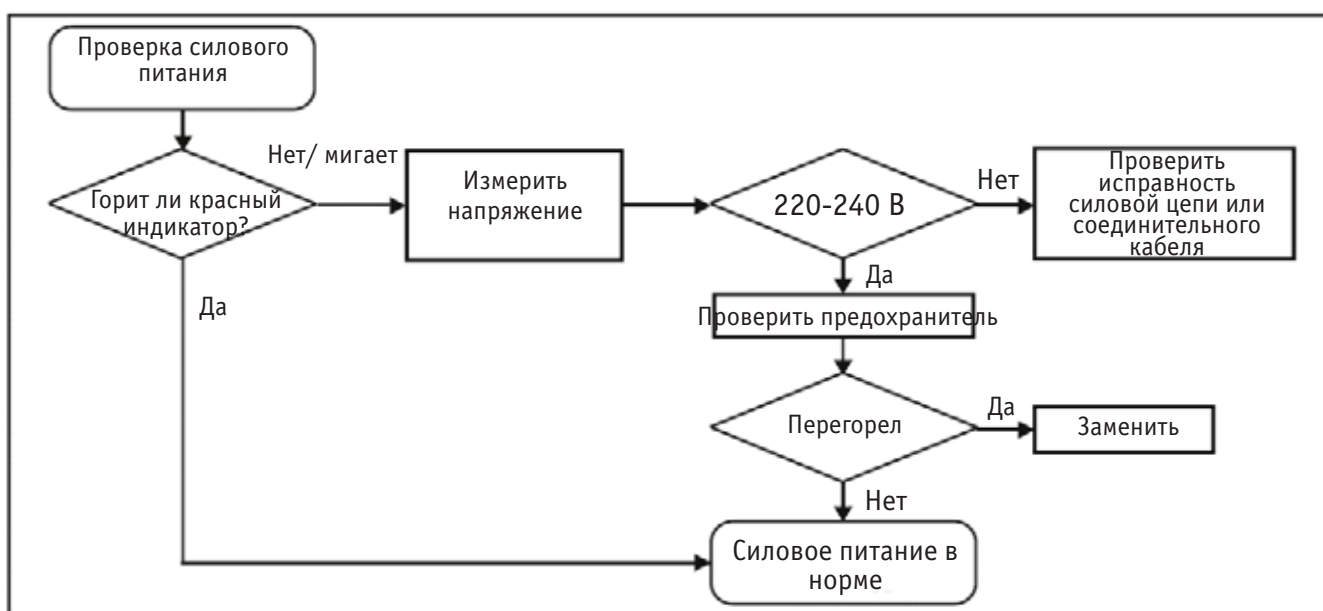 Проверка силового
питания
Нет/ мигает
Горит ли красный
индикатор?
Измерить
напряжение
220-240 В
Нет
Проверить
исправность
силовой цепи или
соединительного
кабеля
Да
Да
Проверить предохранитель
Перегорел
Да
Заменить
Нет
Силовое питание в
норме